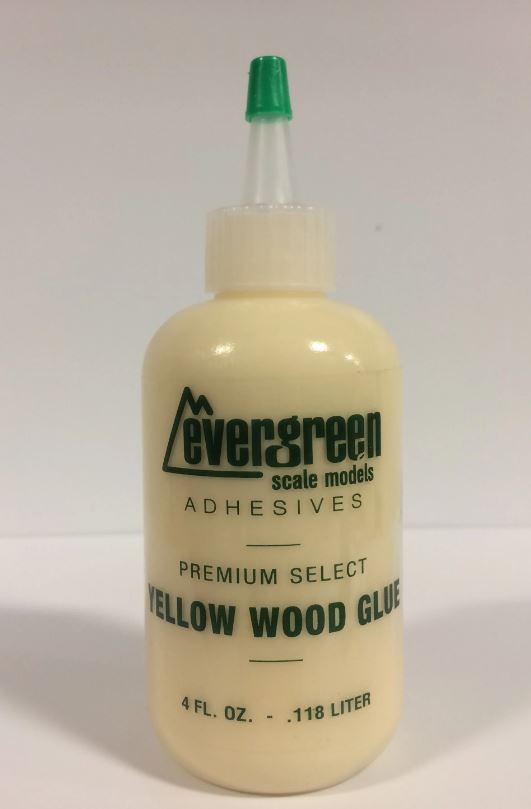 evergreen
scale models
ADHESIVES
PREMIUM SELECT
YELLOW WOOD GLUE
4 FL. OZ. - .118 LITER